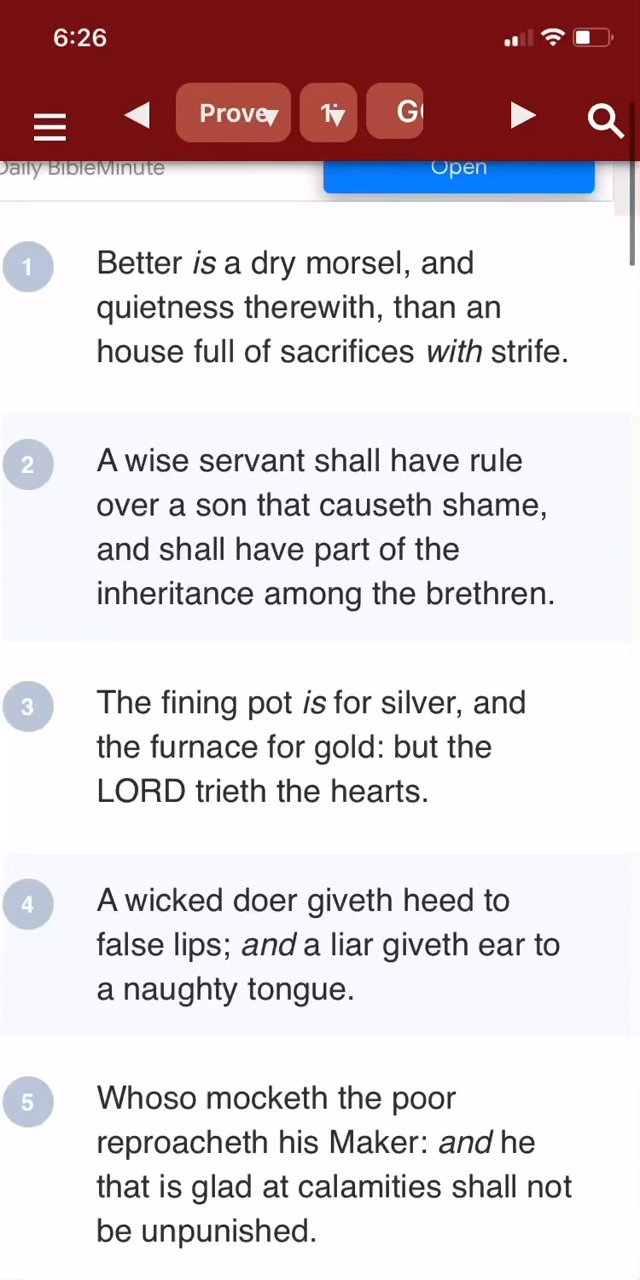 6:26
Prove
G
Daily BibleMinute
Open
1 Better is a dry morsel, and
quietness therewith, than an
house full of sacrifices with strife.
2 A wise servant shall have rule
over a son that causeth shame,
and shall have part of the
inheritance among the brethren.
3 The fining pot is for silver, and
the furnace for gold: but the
LORD trieth the hearts.
4 A wicked doer giveth heed to
false lips; and a liar giveth ear to
a naughty tongue.
5 Whoso mocketh the poor
reproacheth his Maker: and he
that is glad at calamities shall not
be unpunished.